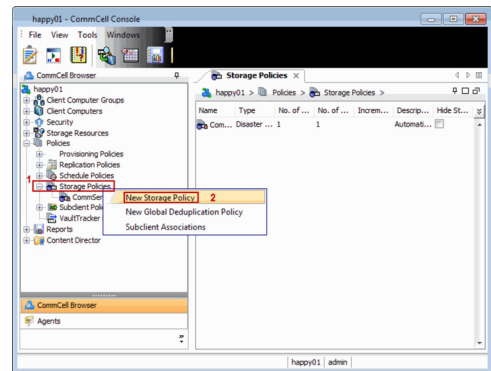 happy01 - CommCell Console
File View Tools Windows
CommCell Browser
happy01
Client Computer Groups
Client Computers
Security
Storage Resources
Policies
Provisioning Policies
Replication Policies
Schedule Policies
1
Storage Policies
CommSer
Subclient Poli
VaultTracker
Reports
Content Director
New Storage Policy 2
New Global Deduplication Policy
Subclient Associations
CommCell Browser
Agents
Storage Policies
happy01 > Policies > Storage Policies >
Name Type No. of ... No. of ... Increm... Descrip... Hide St...
Com... Disaster ... 1 1 Automati...
happy01 admin